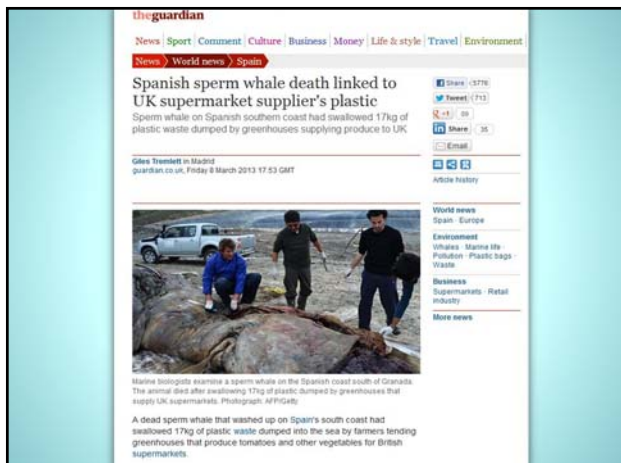 theguardian
News Sport Comment Culture Business Money Life & style Travel Environment
News World news Spain
Spanish sperm whale death linked to
UK supermarket supplier's plastic
Sperm whale on Spanish southern coast had swallowed 17kg of
plastic waste dumped by greenhouses supplying produce to UK
Giles Tremlett in Madrid
guardian.co.uk, Friday 8 March 2013 17.53 GMT
Share 5776
Tweet 713
+1 89
Share 35
Email
Article history
World news
Spain · Europe
Environment
Whales · Marine life ·
Pollution · Plastic bags ·
Waste
Business
Supermarkets · Retail
industry
More news
Marine biologists examine a sperm whale on the Spanish coast south of Granada.
The animal died after swallowing 17kg of plastic dumped by greenhouses that
supply UK supermarkets. Photograph: AFP/Getty
A dead sperm whale that washed up on Spain's south coast had
swallowed 17kg of plastic waste dumped into the sea by farmers tending
greenhouses that produce tomatoes and other vegetables for British
supermarkets.